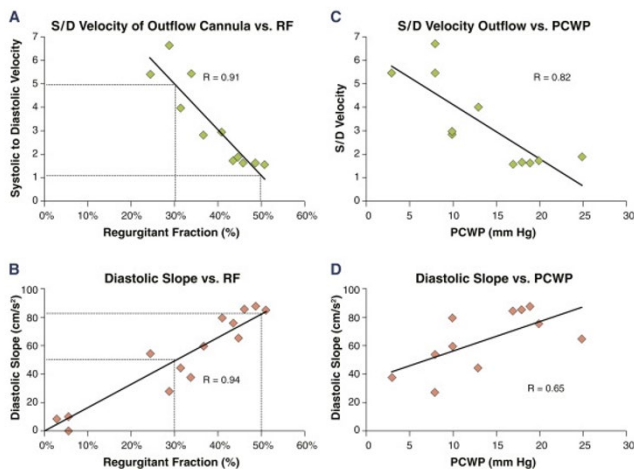 A
S/D Velocity of Outflow Cannula vs. RF
Systolic to Diastolic Velocity
7
6
5
4
3
2
1
0
R = 0.91
0% 10% 20% 30% 40% 50% 60%
Regurgitant Fraction (%)
C
S/D Velocity Outflow vs. PCWP
S/D Velocity
7
6
5
4
3
2
1
0
R = 0.82
0 5 10 15 20 25 30
PCWP (mm Hg)
B
Diastolic Slope vs. RF
Diastolic Slope (cm/s²)
100
80
60
40
20
0
R = 0.94
0% 10% 20% 30% 40% 50% 60%
Regurgitant Fraction (%)
D
Diastolic Slope vs. PCWP
Diastolic Slope (cm/s²)
100
80
60
40
20
0
R = 0.65
0 5 10 15 20 25 30
PCWP (mm Hg)